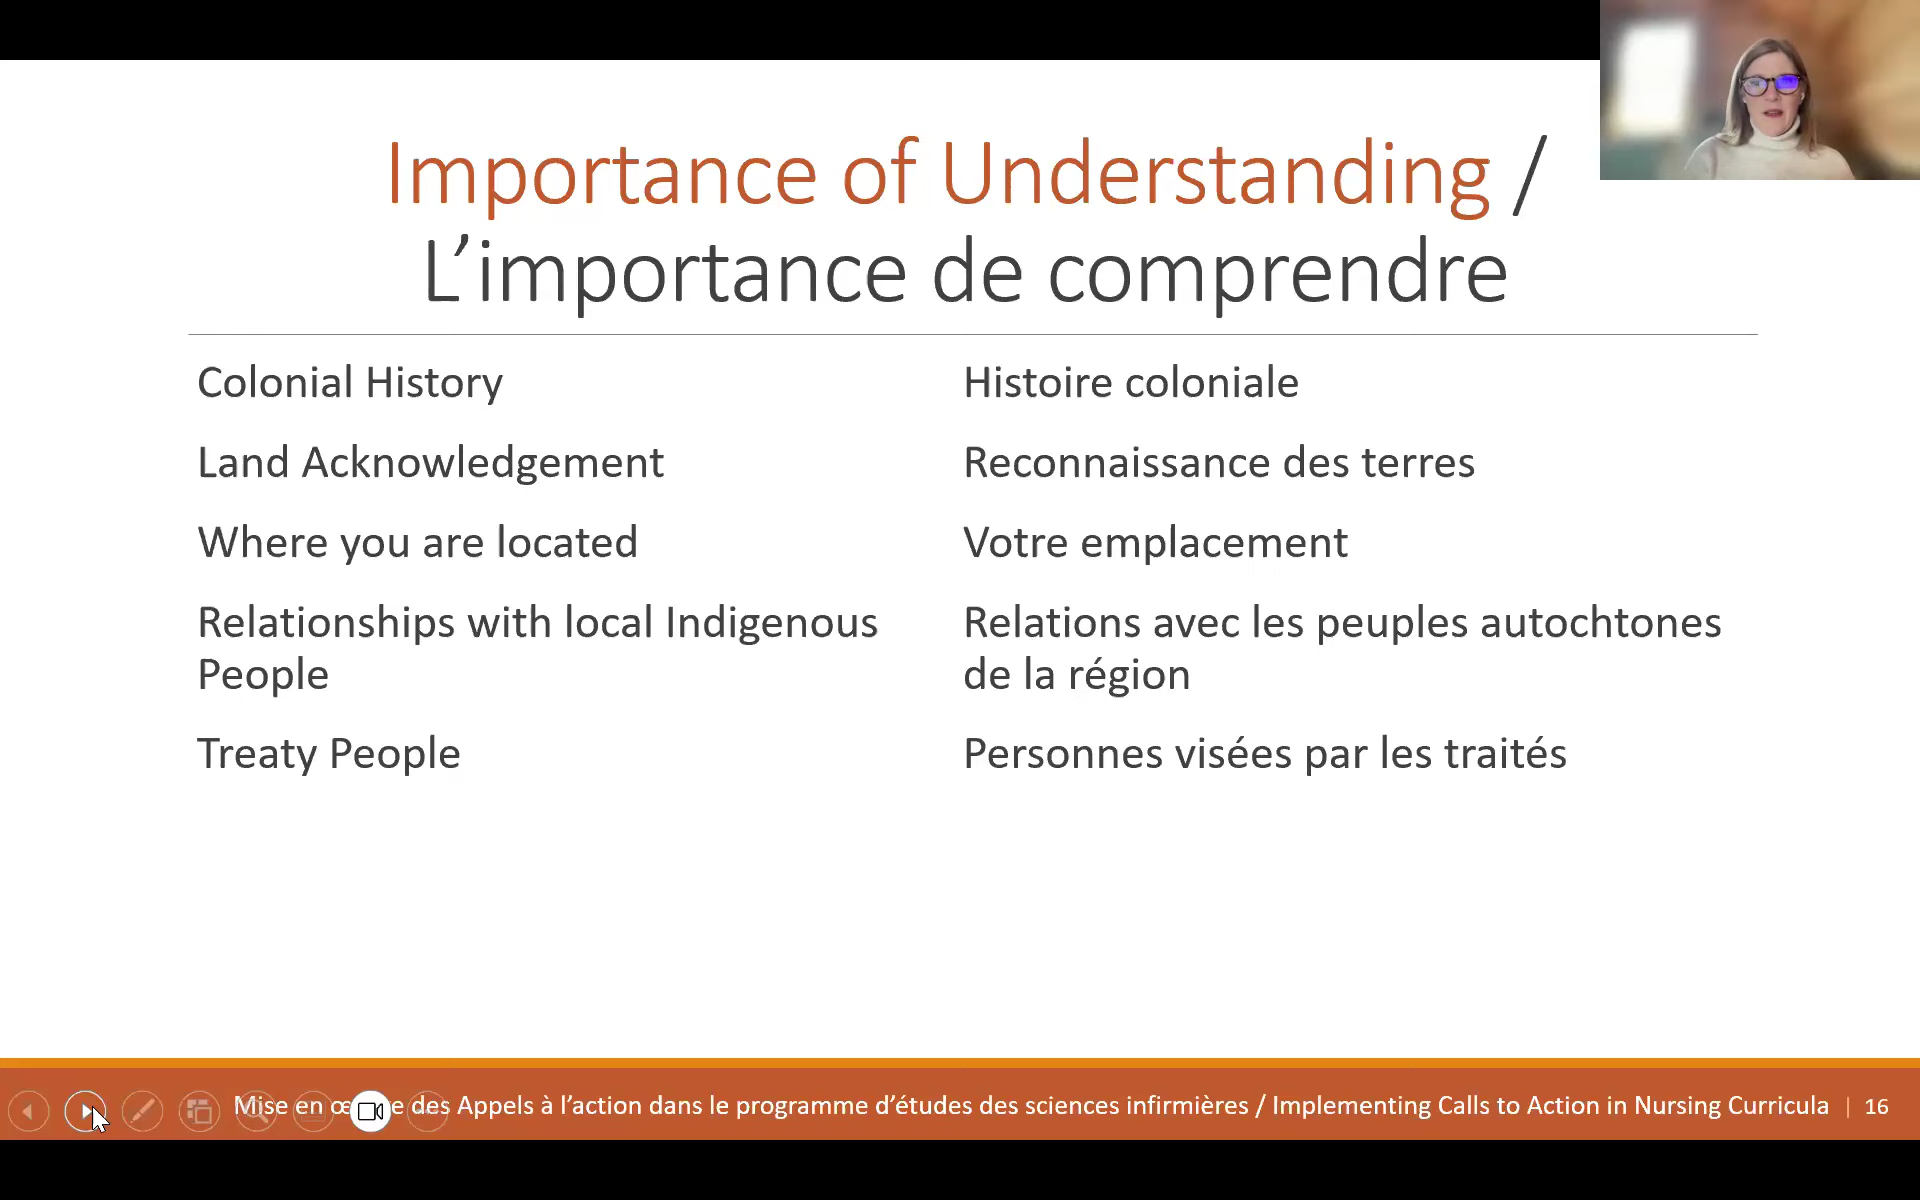 Importance of Understanding /
L’importance de comprendre
Colonial History
Land Acknowledgement
Where you are located
Relationships with local Indigenous
People
Treaty People
Histoire coloniale
Reconnaissance des terres
Votre emplacement
Relations avec les peuples autochtones
de la région
Personnes visées par les traités
Mise en des Appels à l’action dans le programme d’études des sciences infirmières / Implementing Calls to Action in Nursing Curricula | 16